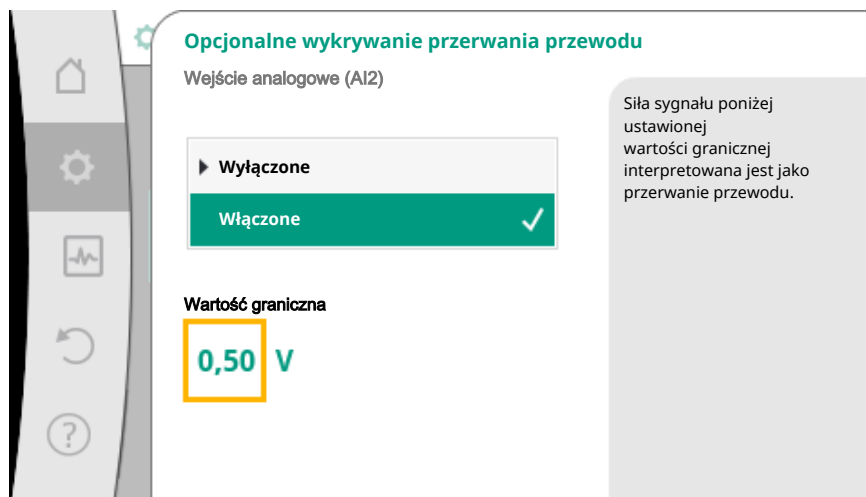 Opcjonalne wykrywanie przerwania przewodu
Wejście analogowe (AI2)
Wyłączone
Włączone
Wartość graniczna
0,50 V
Siła sygnału poniżej
ustawionej
wartości granicznej
interpretowana jest jako
przerwanie przewodu.
?